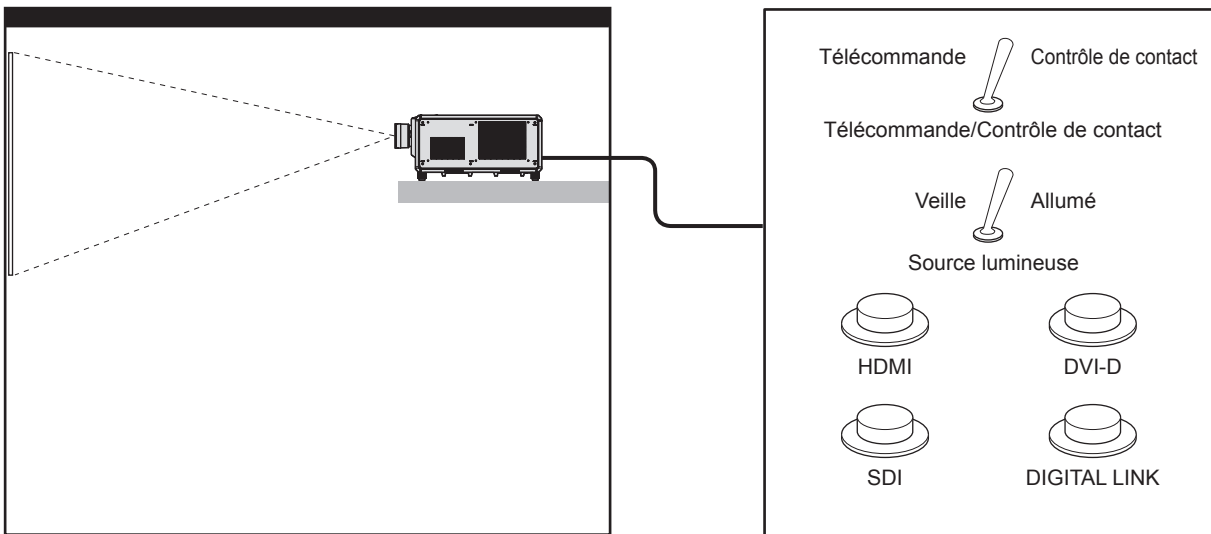 Télécommande Contrôle de contact
Télécommande/Contrôle de contact
Veille Allumé
Source lumineuse
HDMI DVI-D
SDI DIGITAL LINK